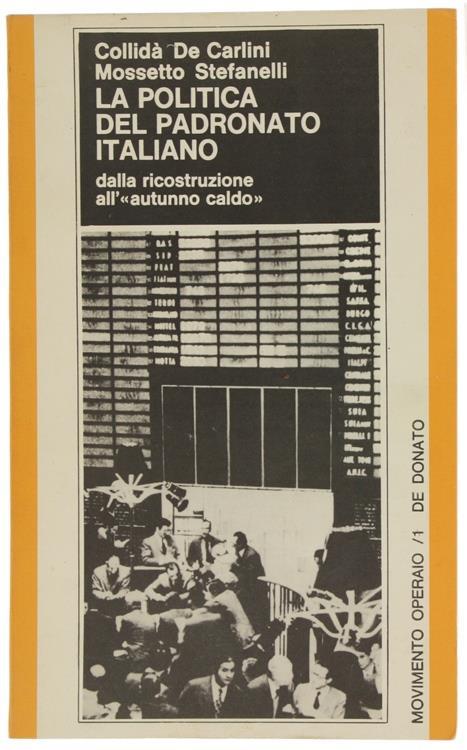 Collidà De Carlini
Mossetto Stefanelli
LA POLITICA
DEL PADRONATO
ITALIANO
dalla ricostruzione
all'«autunno caldo»
MOTTA
MOVIMENTO OPERAIO /1 DE DONATO